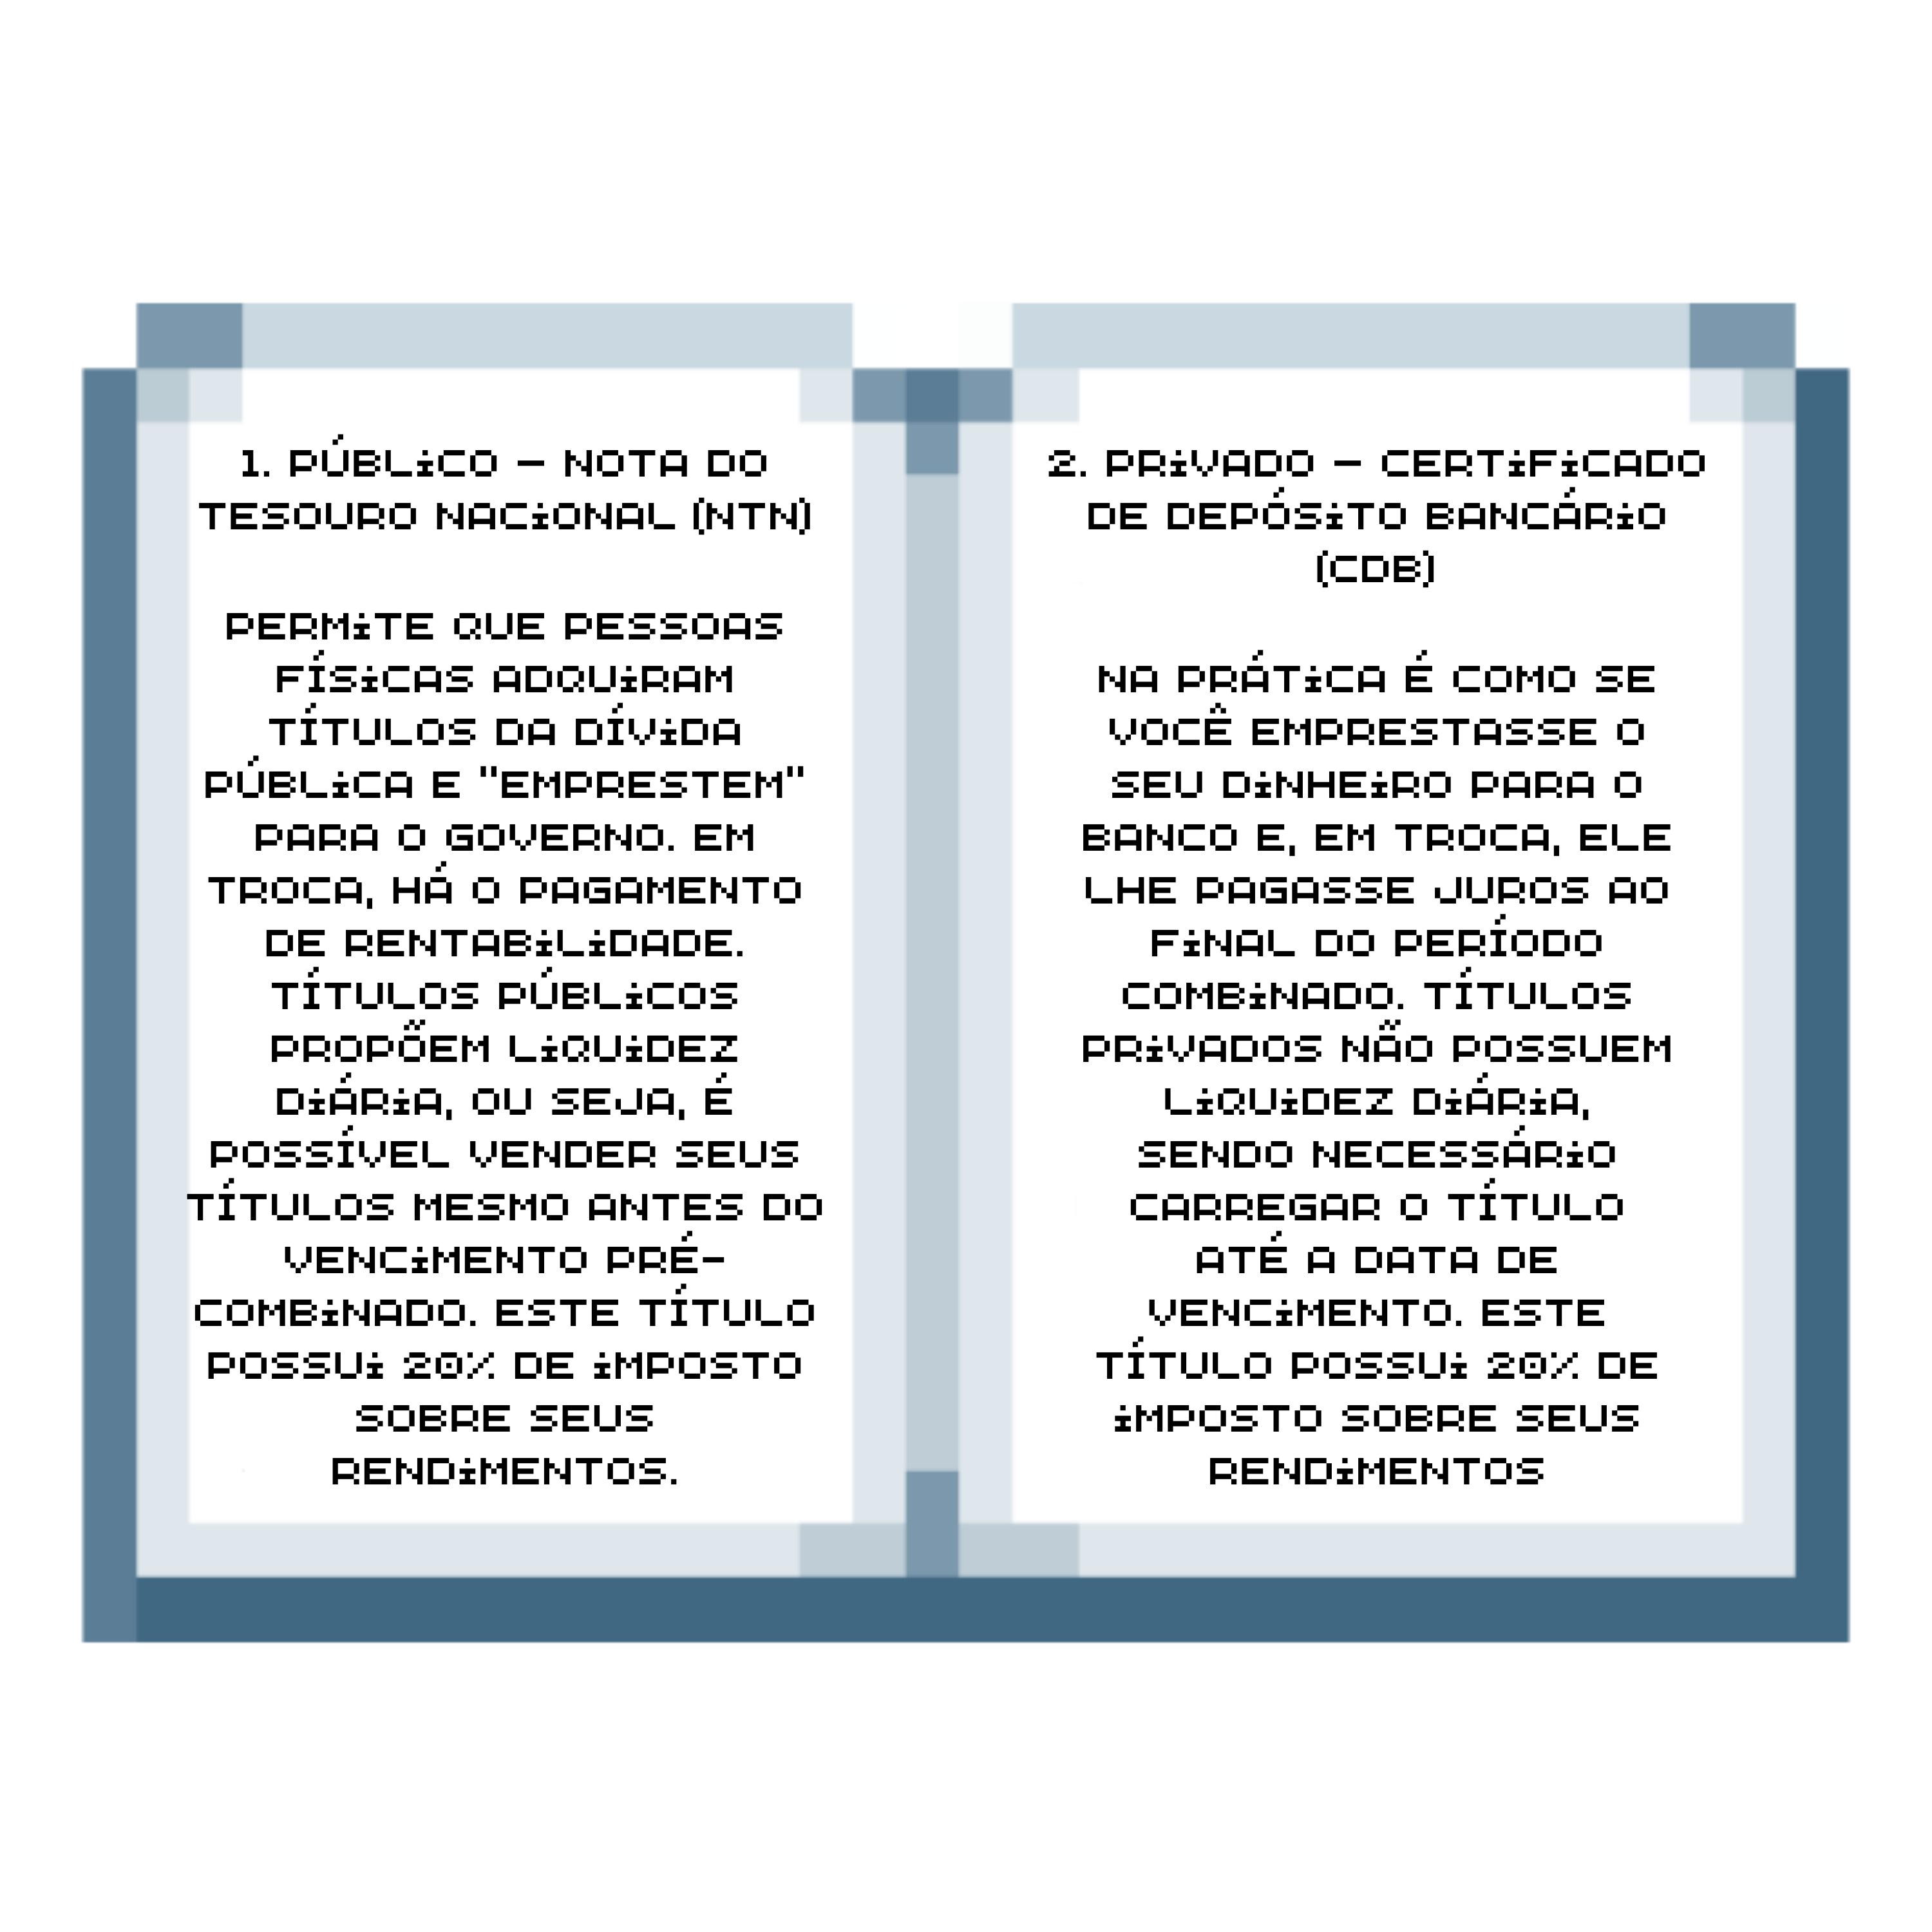 1. PÚBLiCO – NOTA DO
TESOURO NACiONAL (NTN)
PERMiTE QUE PESSOAS
FÍSiCAS ADQUiRAM
TÍTULOS DA DÍViDA
PÚBLiCA E "EMPRESTEM"
PARA O GOVERNO. EM
TROCA, HÁ O PAGAMENTO
DE RENTABiLiDADE.
TÍTULOS PÚBLiCOS
PROPÕEM LiQUiDEZ
DiÁRiA, OU SEJA, É
POSSÍVEL VENDER SEUS
TÍTULOS MESMO ANTES DO
VENCiMENTO PRÉ-
COMBiNADO. ESTE TÍTULO
POSSUi 20% DE iMPOSTO
SOBRE SEUS
RENDiMENTOS.
2. PRiVADO – CERTiFiCADO
DE DEPÓSiTO BANCÁRiO
(CDB)
NA PRÁTiCA É COMO SE
VOCÊ EMPRESTASSE O
SEU DiNHEiRO PARA O
BANCO E, EM TROCA, ELE
LHE PAGASSE JUROS AO
FiNAL DO PERÍODO
COMBiNADO. TÍTULOS
PRiVADOS NÃO POSSUEM
LiQUiDEZ DiÁRiA,
SENDO NECESSÁRiO
CARREGAR O TÍTULO
ATÉ A DATA DE
VENCiMENTO. ESTE
TÍTULO POSSUi 20% DE
iMPOSTO SOBRE SEUS
RENDiMENTOS